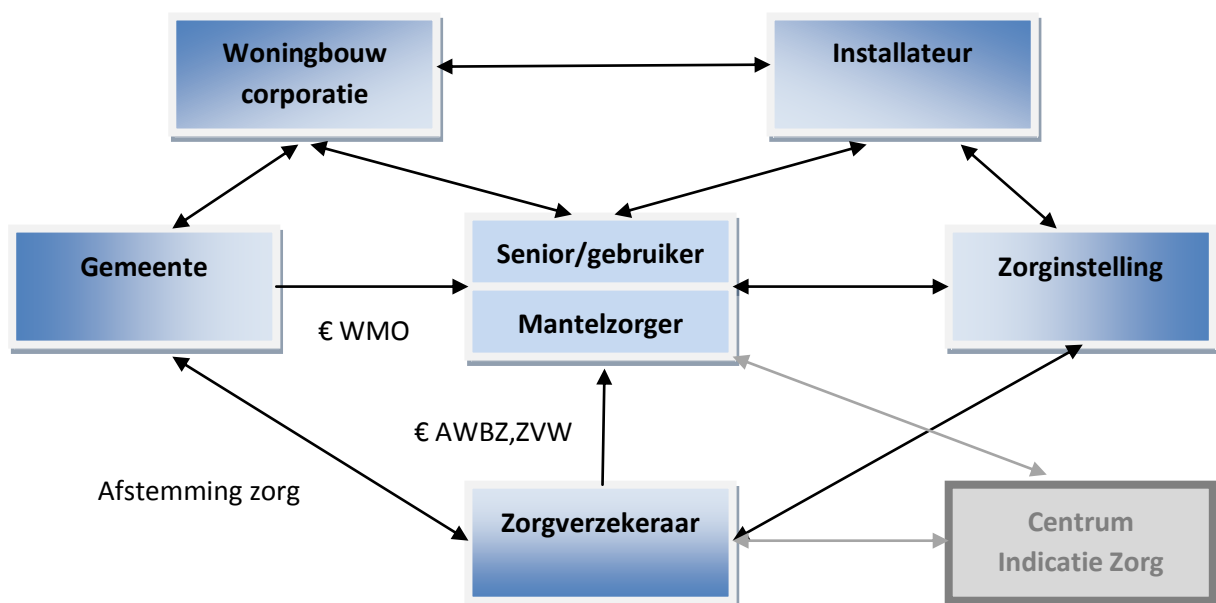 Woningbouw
corporatie
Installateur
Gemeente
Senior/gebruiker
Zorginstelling
Mantelzorger
€ WMO
€ AWBZ,ZVW
Afstemming zorg
Zorgverzekeraar
Centrum
Indicatie Zorg